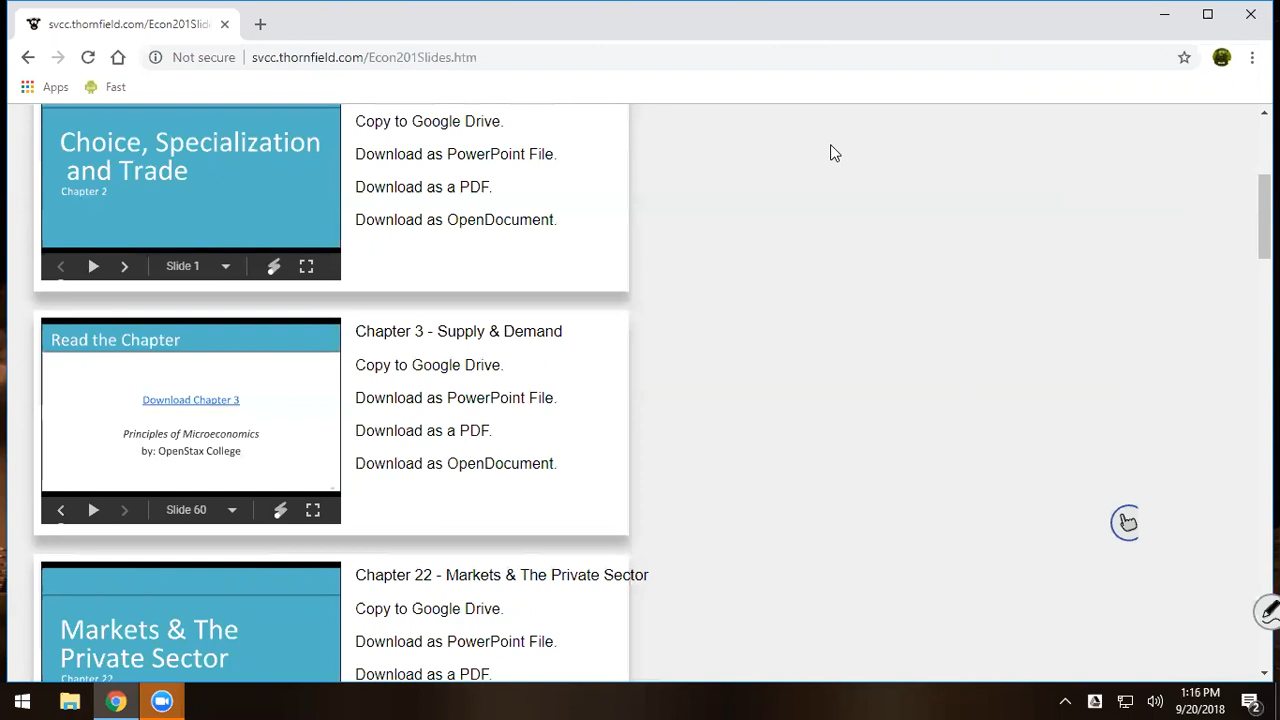 svcc.thornfield.com/Econ201Slid
Not secure svcc.thornfield.com/Econ201Slides.htm
Apps Fast
Choice, Specialization
and Trade
Chapter 2
Slide 1
Copy to Google Drive.
Download as PowerPoint File.
Download as a PDF.
Download as OpenDocument.
Read the Chapter
Download Chapter 3
Principles of Microeconomics
by: OpenStax College
Slide 60
Chapter 3 - Supply & Demand
Copy to Google Drive.
Download as PowerPoint File.
Download as a PDF.
Download as OpenDocument.
Markets & The
Private Sector
Chapter 22
Chapter 22 - Markets & The Private Sector
Copy to Google Drive.
Download as PowerPoint File.
Download as a PDF.
1:16 PM
9/20/2018
2